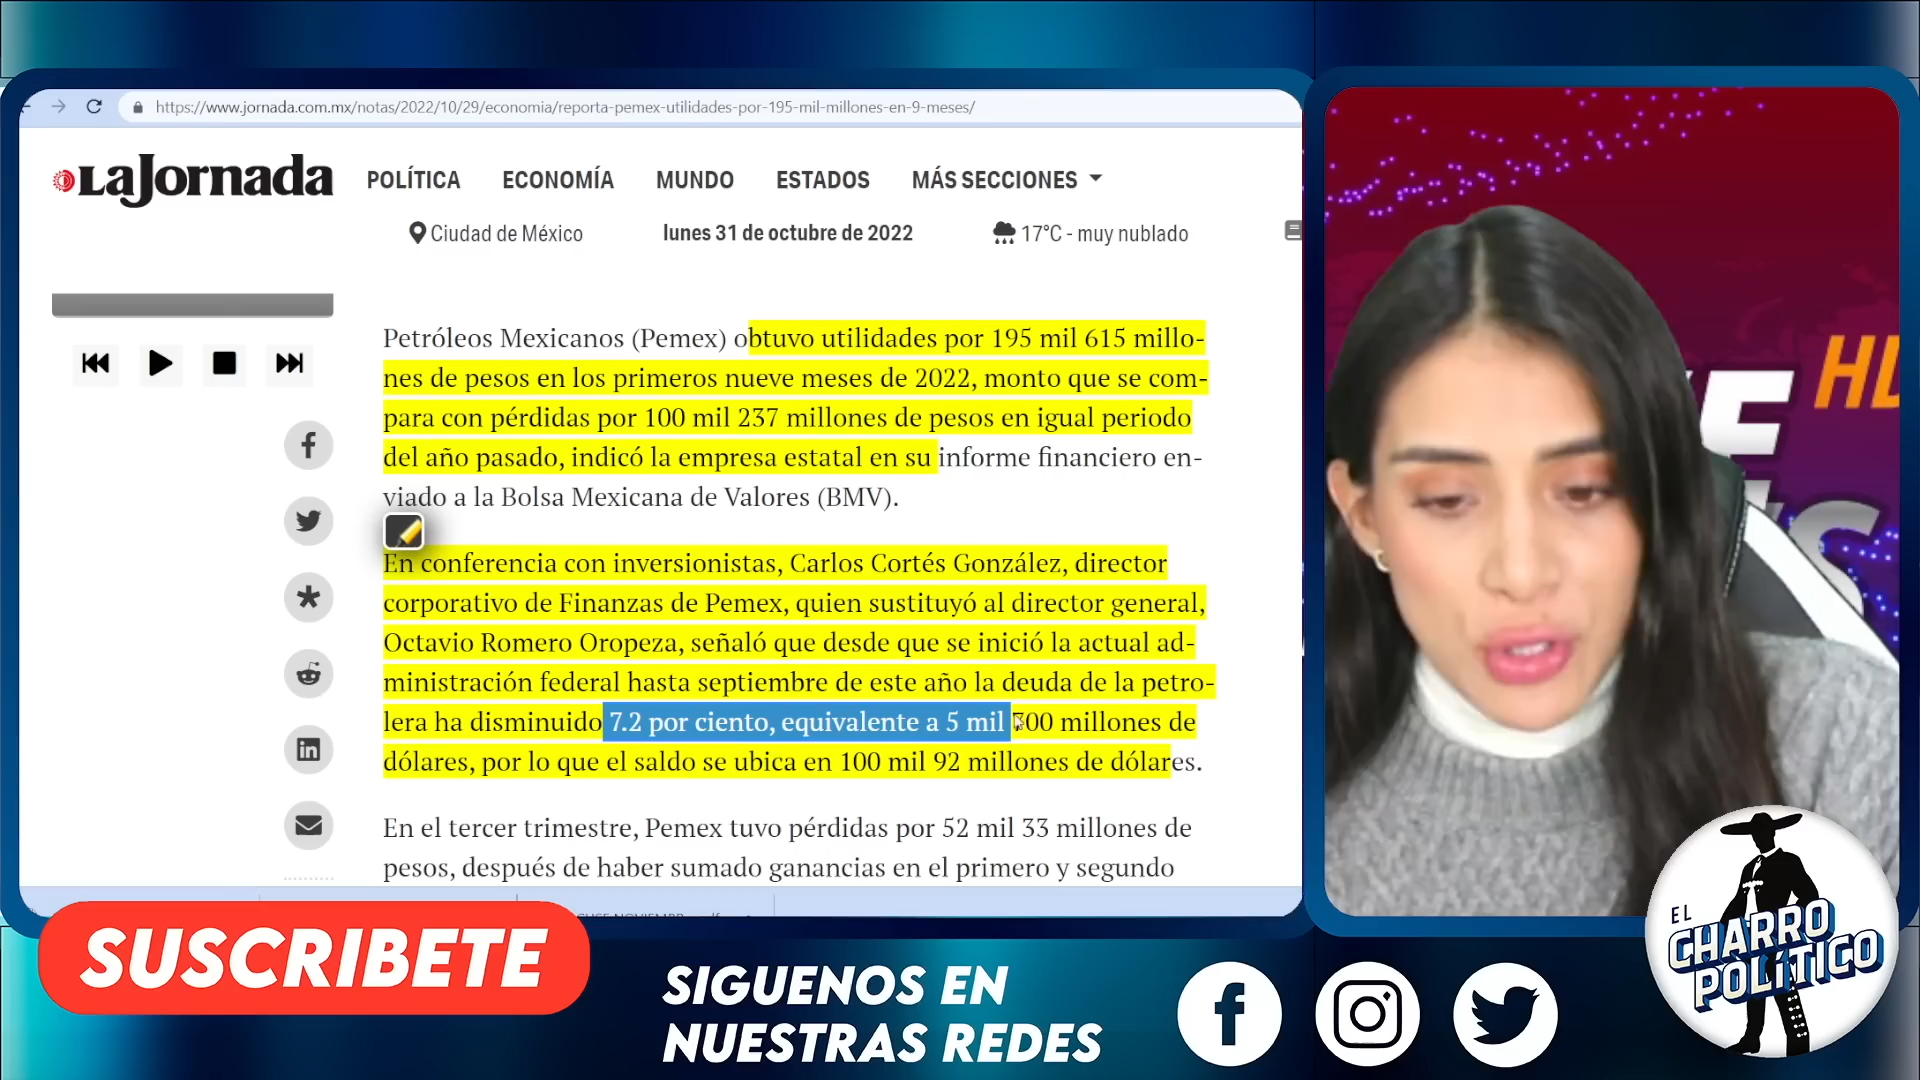 https://www.jornada.com.mx/notas/2022/10/29/economia/reporta-pemex-utilidades-por-195-mil-millones-en-9-meses/
La Jornada
POLÍTICA ECONOMÍA MUNDO ESTADOS MÁS SECCIONES
Ciudad de México lunes 31 de octubre de 2022 17°C - muy nublado
Petróleos Mexicanos (Pemex) obtuvo utilidades por 195 mil 615 millo-
nes de pesos en los primeros nueve meses de 2022, monto que se com-
para con pérdidas por 100 mil 237 millones de pesos en igual periodo
del año pasado, indicó la empresa estatal en su informe financiero en-
viado a la Bolsa Mexicana de Valores (BMV).
En conferencia con inversionistas, Carlos Cortés González, director
corporativo de Finanzas de Pemex, quien sustituyó al director general,
Octavio Romero Oropeza, señaló que desde que se inició la actual ad-
ministración federal hasta septiembre de este año la deuda de la petro-
lera ha disminuido 7.2 por ciento, equivalente a 5 mil 700 millones de
dólares, por lo que el saldo se ubica en 100 mil 92 millones de dólares.
En el tercer trimestre, Pemex tuvo pérdidas por 52 mil 33 millones de
pesos, después de haber sumado ganancias en el primero y segundo
SUSCRIBETE
SIGUENOS EN
NUESTRAS REDES
EL
CHARRO
POLÍTICO